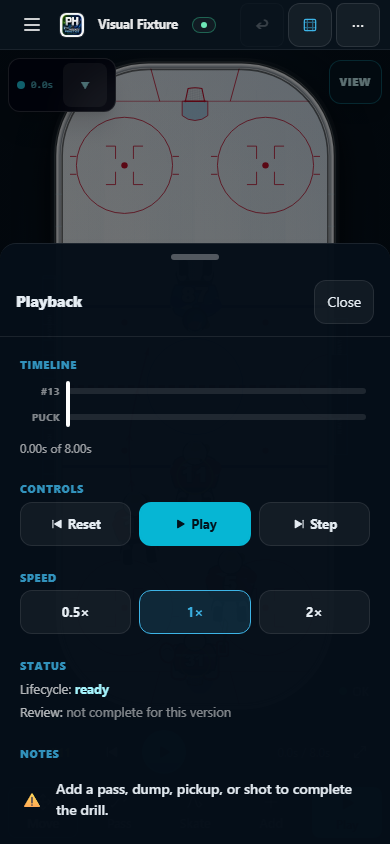 PH
Visual Fixture
0.0s
VIEW
Playback
Close
TIMELINE
#13
PUCK
0.00s of 8.00s
CONTROLS
Reset
Play
Step
SPEED
0.5×
1×
2×
STATUS
Lifecycle: ready
Review: not complete for this version
NOTES
Add a pass, dump, pickup, or shot to complete
the drill.